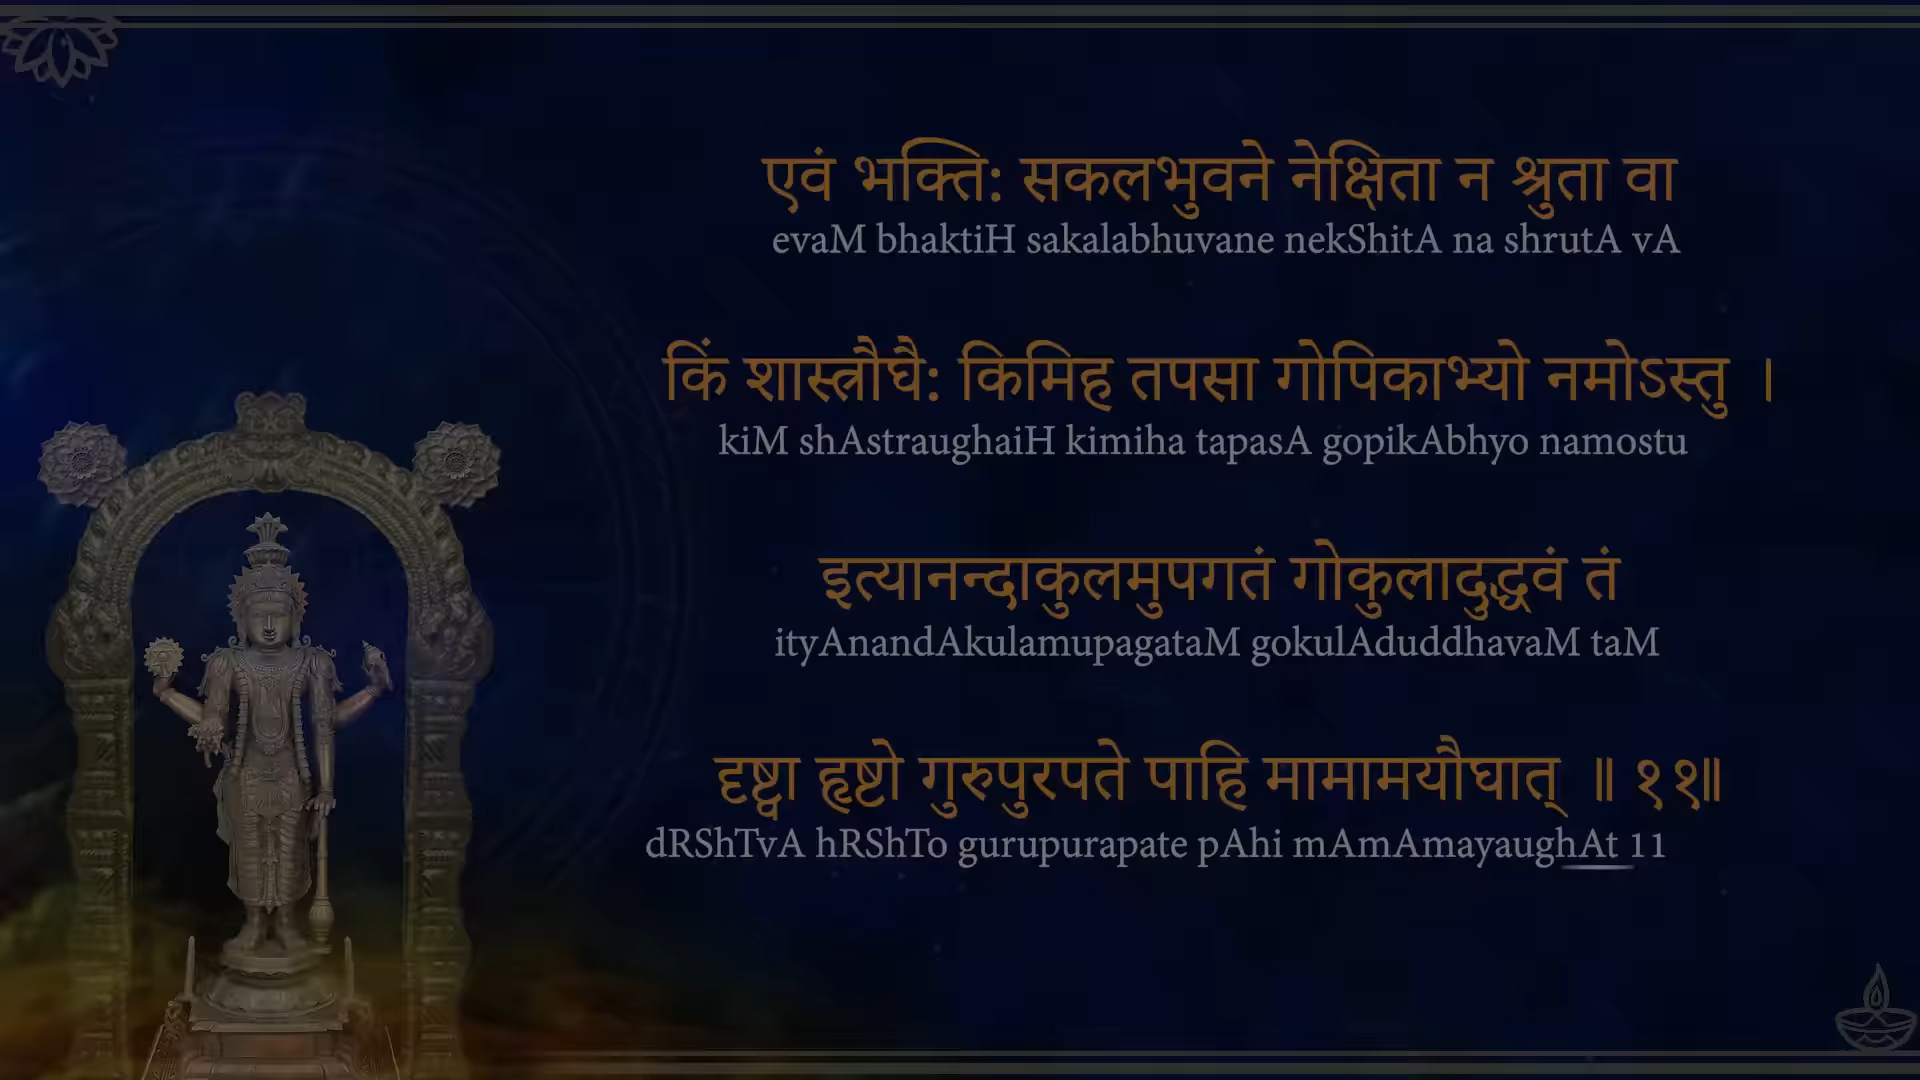 एवं भक्ति: सकलभुवने नेक्षिता न श्रुता वा
evaM bhaktiH sakalabhuvane nekShitA na shrutA vA
किं शास्त्रौघै: किमिह तपसा गोपिकाभ्यो नमोऽस्तु ।
kiM shAstraughaiH kimiha tapasA gopikAbhyo namostu
इत्यानन्दाकुलमुपगतं गोकुलादुद्धवं तं
ityAnandAkulamupagataM gokulAduddhavaM taM
दृष्ट्वा हृष्टो गुरुपुरपते पाहि मामामयौघात् ॥ ११॥
dRShTvA hRShTo gurupurapate pAhi mAmAmayaughAt 11